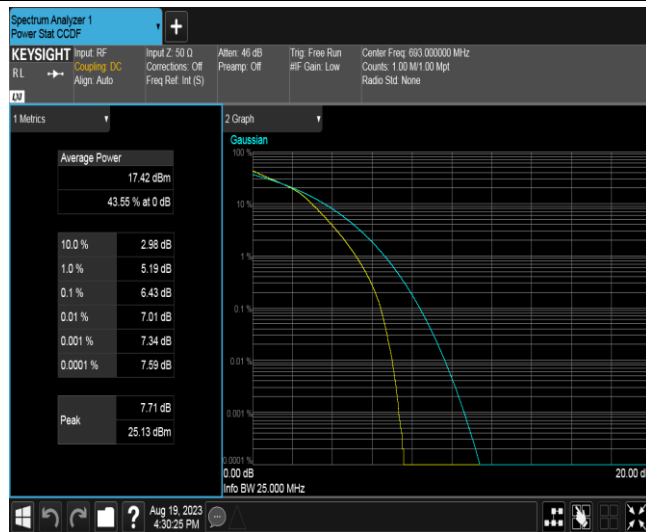 Spectrum Analyzer 1
Power Stat CCDF
+
KEYSIGHT
RL
LXI
Input: RF
Coupling: DC
Align: Auto
Input Z: 50 Ω
Corrections: Off
Freq Ref: Int (S)
Atten: 46 dB
Preamp: Off
Trig: Free Run
#IF Gain: Low
Center Freq: 693.000000 MHz
Counts: 1.00 M/1.00 Mpt
Radio Std: None
1 Metrics
Average Power
17.42 dBm
43.55 % at 0 dB
10.0 % 2.98 dB
1.0 % 5.19 dB
0.1 % 6.43 dB
0.01 % 7.01 dB
0.001 % 7.34 dB
0.0001 % 7.59 dB
Peak
7.71 dB
25.13 dBm
2 Graph
Gaussian
100 %
10 %
1 %
0.1 %
0.01 %
0.001 %
0.0001 %
0.00 dB
20.00 d
Info BW 25.000 MHz
?
Aug 19, 2023
4:30:25 PM